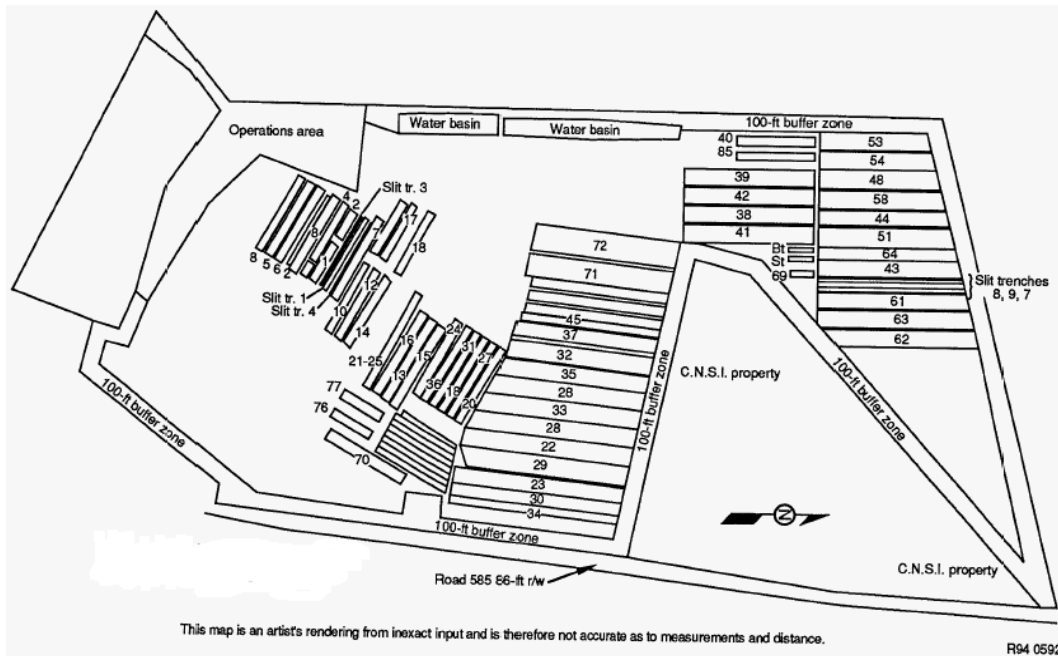 100-ft buffer zone
Operations area
Water basin
Water basin
40
85
53
54
39
42
38
41
48
58
44
51
64
43
61
63
62
Bt
St
69
Slit trenches
8, 9, 7
Slit tr. 3
4
2
17
7
18
8
1
8
5
6
2
Slit tr. 1
Slit tr. 4
12
10
14
72
71
45
37
32
35
28
33
28
22
29
23
30
34
21-25
16
13
15
24
31
27
36
18
20
77
76
70
100-ft buffer zone
100-ft buffer zone
C.N.S.I. property
100-ft buffer zone
N
100-ft buffer zone
C.N.S.I. property
Road 585 66-ft r/w
This map is an artist's rendering from inexact input and is therefore not accurate as to measurements and distance.
R94 0592